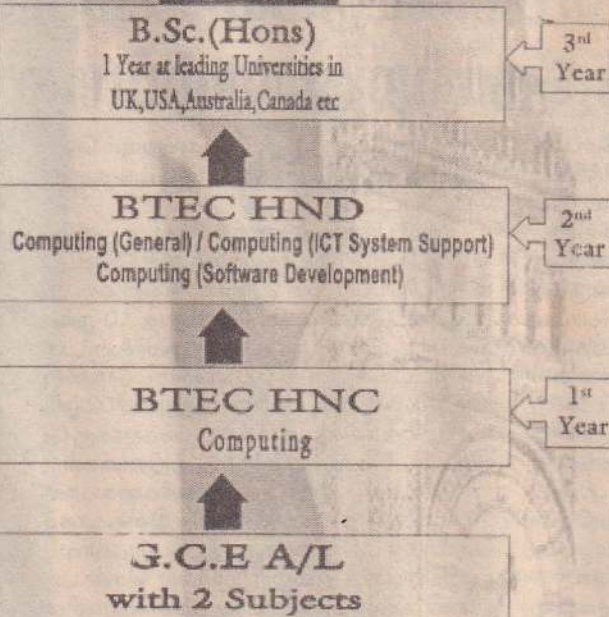 B.Sc.(Hons)
1 Year at leading Universities in
UK,USA,Australia,Canada etc
3rd
Year
BTEC HND
Computing (General) / Computing (ICT System Support)
Computing (Software Development)
2nd
Year
BTEC HNC
Computing
1st
Year
G.C.E A/L
with 2 Subjects